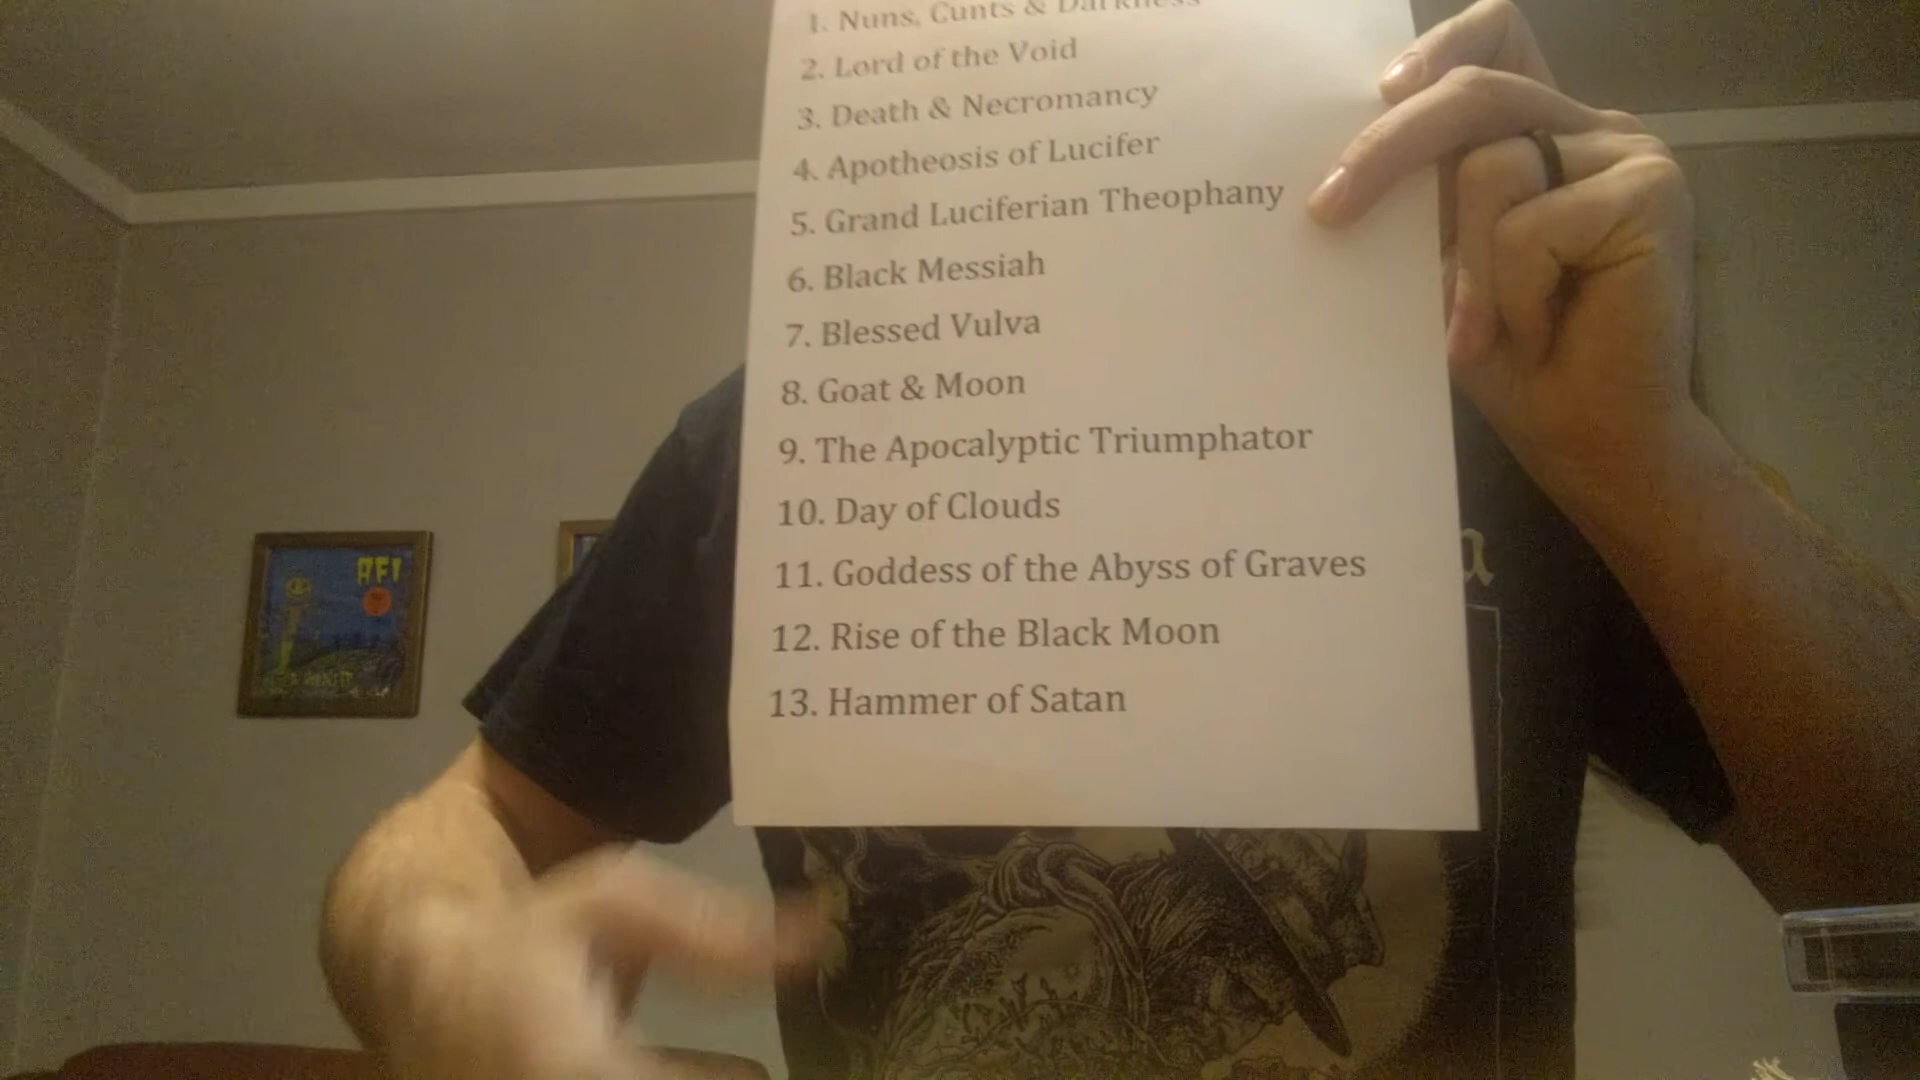 1. Nuns, Cunts & Darkness
2. Lord of the Void
3. Death & Necromancy
4. Apotheosis of Lucifer
5. Grand Luciferian Theophany
6. Black Messiah
7. Blessed Vulva
8. Goat & Moon
9. The Apocalyptic Triumphator
10. Day of Clouds
11. Goddess of the Abyss of Graves
12. Rise of the Black Moon
13. Hammer of Satan
AFI
a